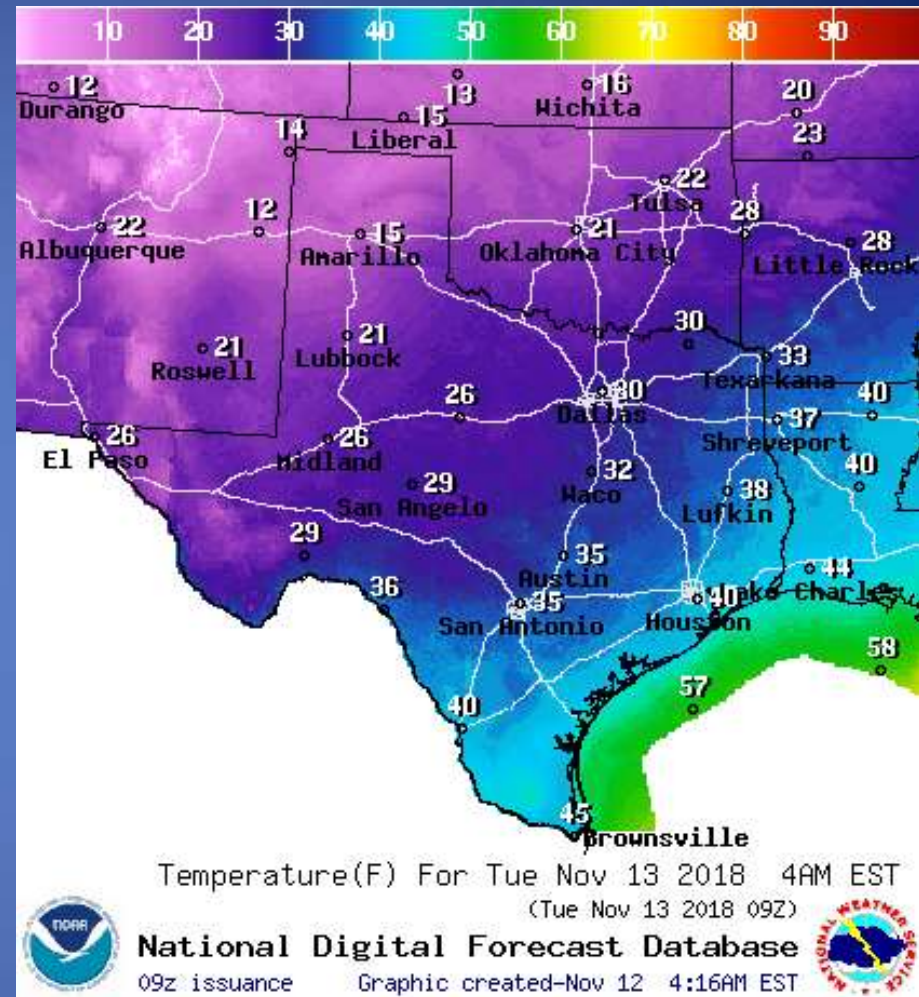 10 20 30 40 50 60 70 80 90
12
Durango
13
15
Liberal
16
Wichita
20
23
14
22
Tulsa
22
Albuquerque
12
15
Amarillo
21
Oklahoma City
28
28
Little Rock
21
Roswell
21
Lubbock
30
33
Texarkana
26
30
Dallas
37
Shreveport
40
26
El Paso
26
Midland
29
San Angelo
32
Waco
38
Lufkin
40
29
35
Austin
44
Lake Charles
36
35
San Antonio
40
Houston
58
57
40
45
Brownsville
Temperature(F) For Tue Nov 13 2018 4AM EST
(Tue Nov 13 2018 09Z)
National Digital Forecast Database
09z issuance Graphic created-Nov 12 4:16AM EST
NOAA
NATIONAL WEATHER SERVICE